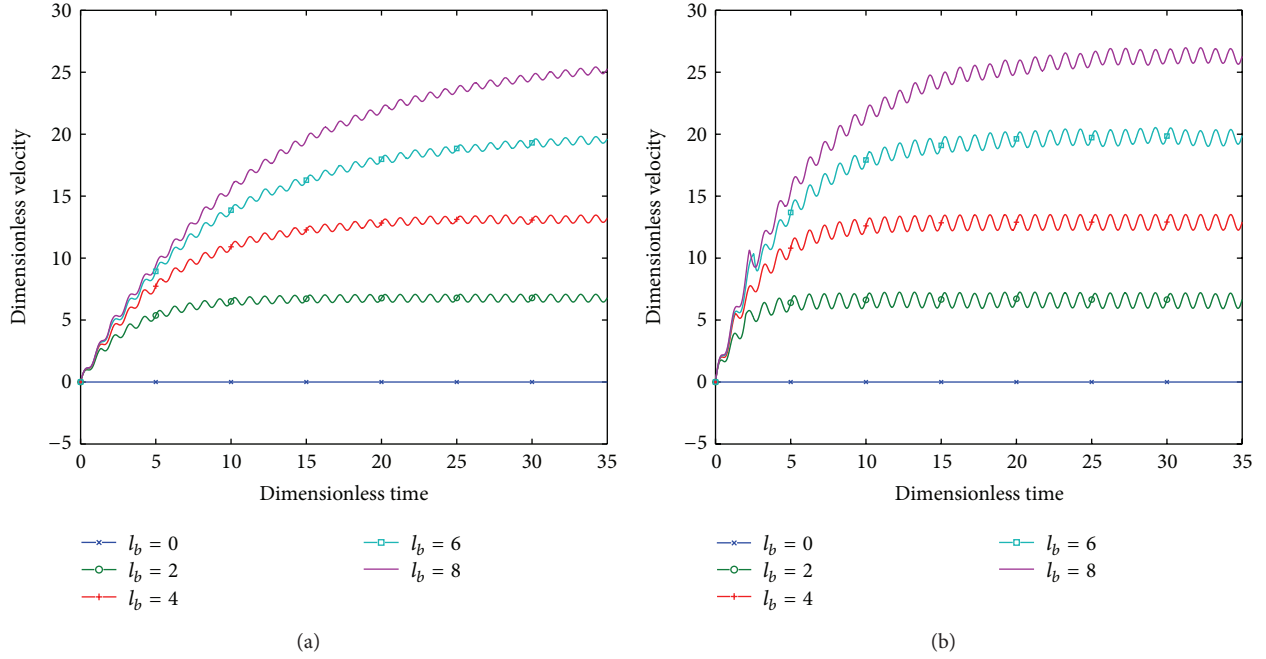 30
25
20
15
10
5
0
−5
Dimensionless velocity
0 5 10 15 20 25 30 35
Dimensionless time
l_b = 0
l_b = 2
l_b = 4
l_b = 6
l_b = 8
(a)
30
25
20
15
10
5
0
−5
Dimensionless velocity
0 5 10 15 20 25 30 35
Dimensionless time
l_b = 0
l_b = 2
l_b = 4
l_b = 6
l_b = 8
(b)